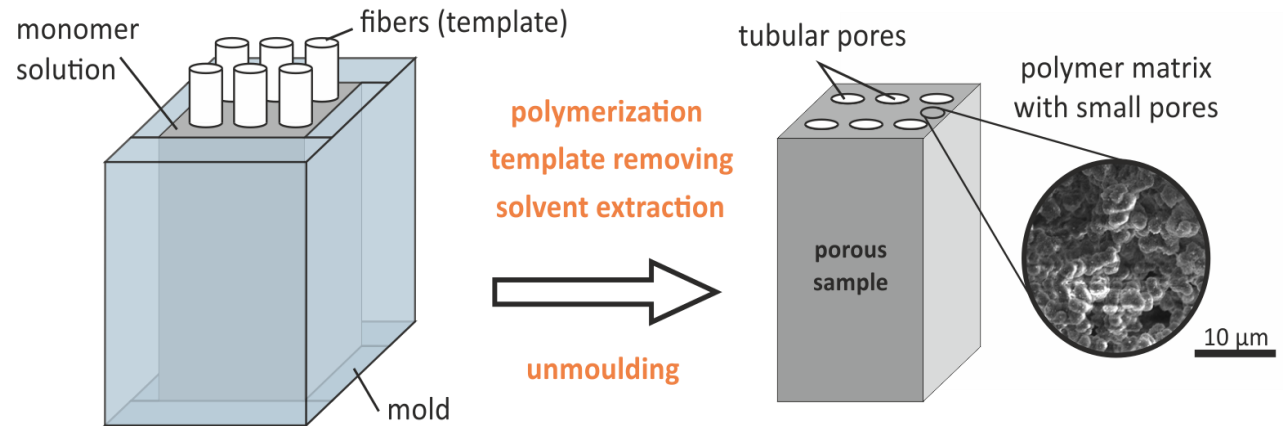 monomer
solution
fibers (template)
mold
polymerization
template removing
solvent extraction
unmoulding
tubular pores
polymer matrix
with small pores
porous
sample
10 µm